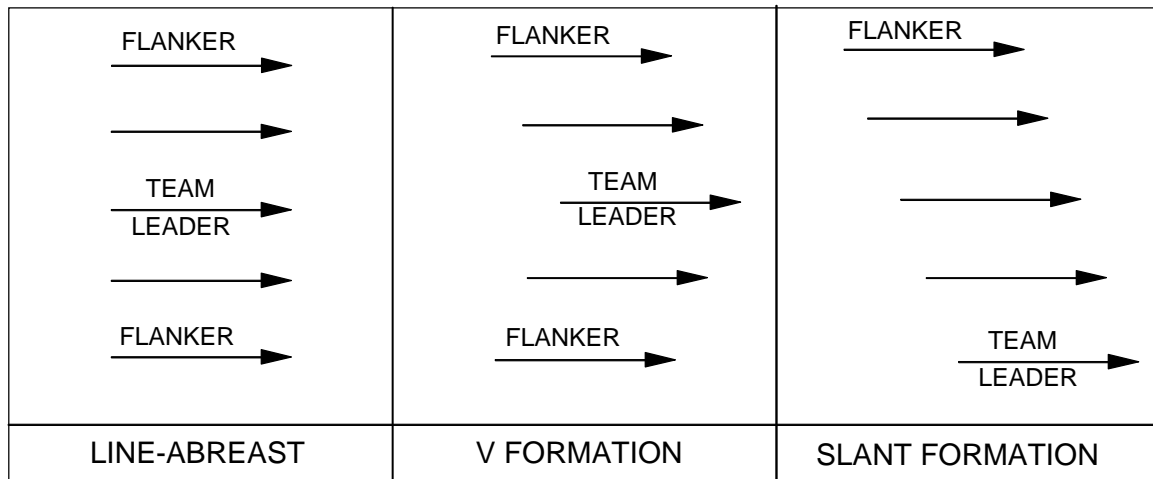 FLANKER
TEAM
LEADER
FLANKER
LINE-ABREAST
FLANKER
TEAM
LEADER
FLANKER
V FORMATION
FLANKER
TEAM
LEADER
SLANT FORMATION